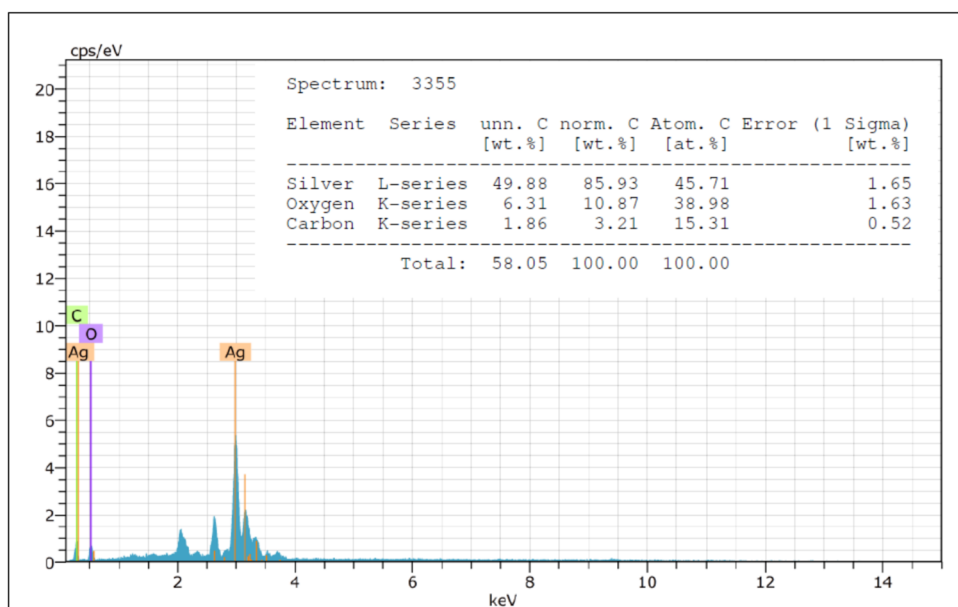 cps/eV
Spectrum: 3355
Element Series unn. C norm. C Atom. C Error (1 Sigma)
[wt.%] [wt.%] [at.%] [wt.%]
Silver L-series 49.88 85.93 45.71 1.65
Oxygen K-series 6.31 10.87 38.98 1.63
Carbon K-series 1.86 3.21 15.31 0.52
Total: 58.05 100.00 100.00
20
18
16
14
12
10
8
6
4
2
0
C
O
Ag
Ag
2 4 6 8 10 12 14
keV